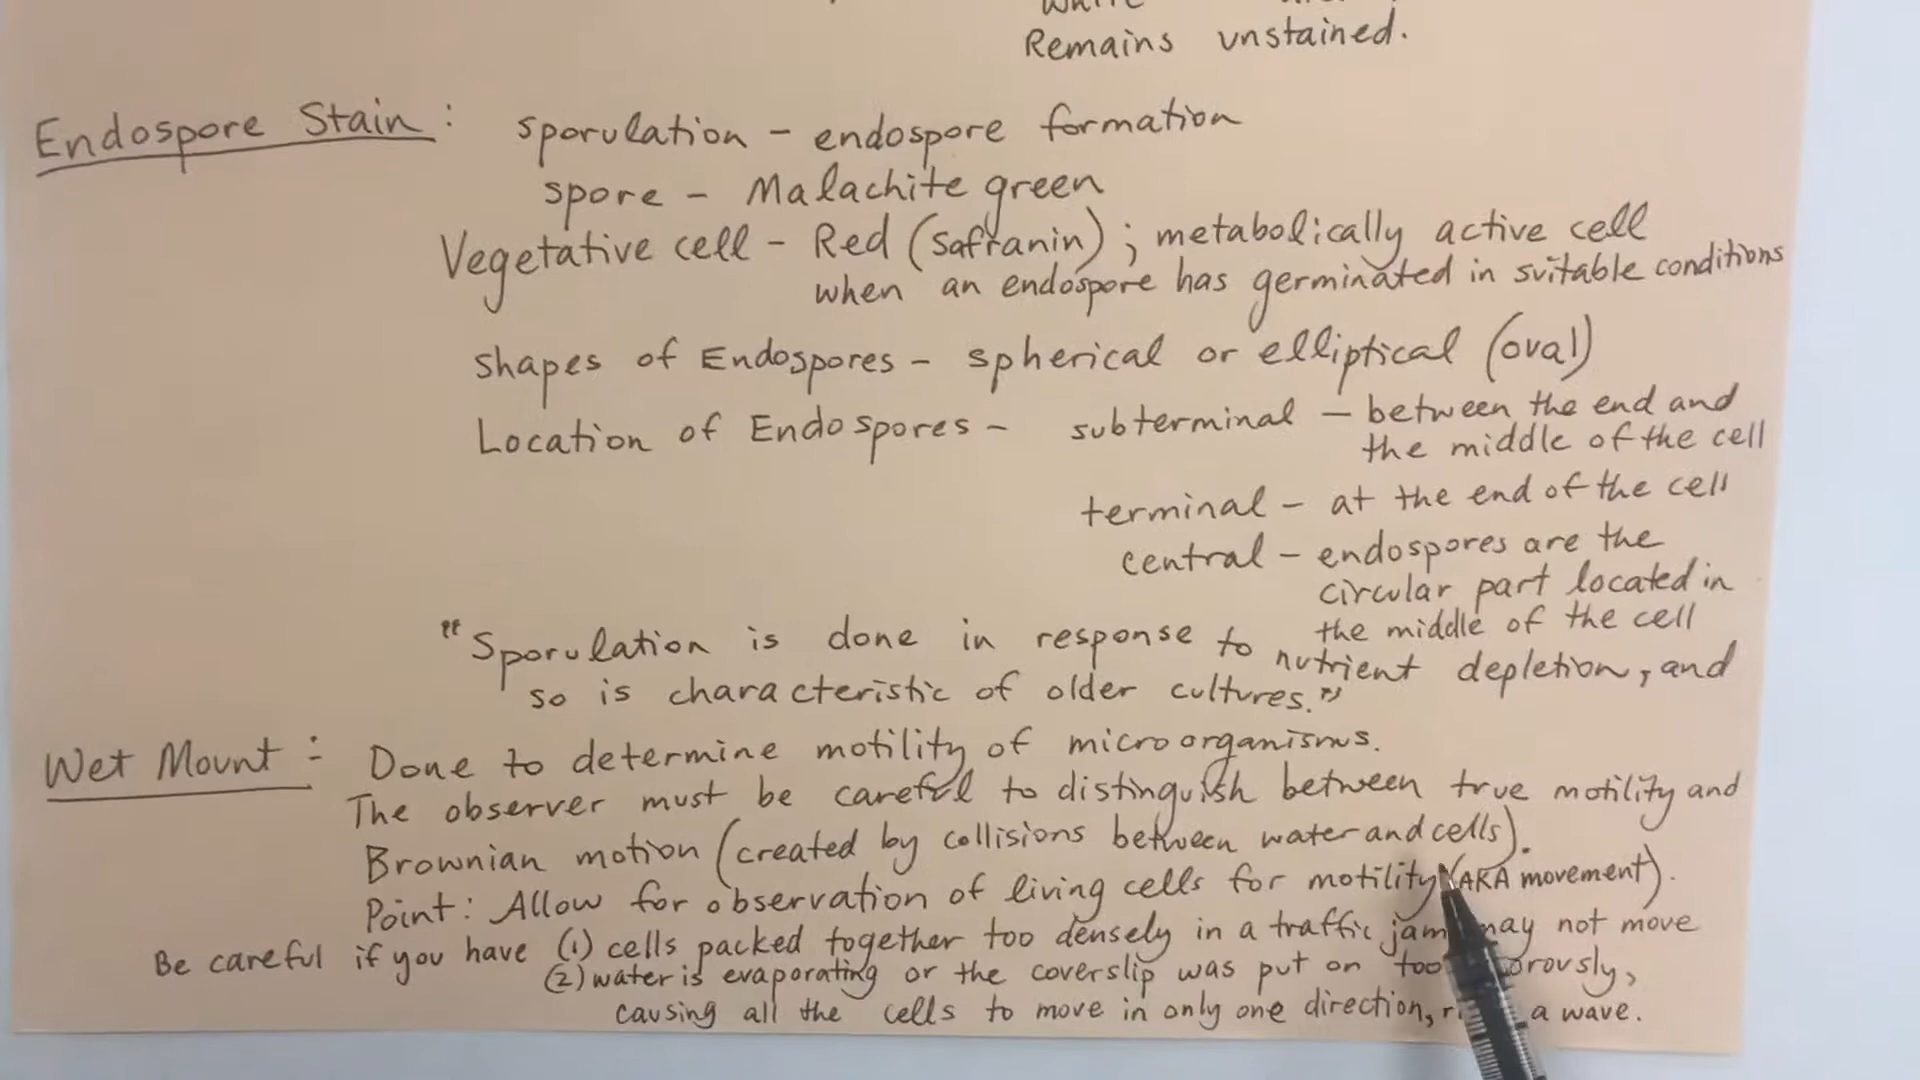 Remains unstained.
Endospore Stain: sporulation - endospore formation
spore - Malachite green
Vegetative cell - Red (Safranin); metabolically active cell
when an endospore has germinated in suitable conditions
shapes of Endospores - spherical or elliptical (oval)
Location of Endospores - subterminal - between the end and
the middle of the cell
terminal - at the end of the cell
central - endospores are the
circular part located in
the middle of the cell
"Sporulation is done in response to nutrient depletion, and
so is characteristic of older cultures."
Wet Mount: Done to determine motility of microorganisms.
The observer must be careful to distinguish between true motility and
Brownian motion (created by collisions between water and cells).
Point: Allow for observation of living cells for motility (AKA movement).
Be careful if you have (1) cells packed together too densely in a traffic jam may not move
(2) water is evaporating or the coverslip was put on too
causing all the cells to move in only one direction, a wave.